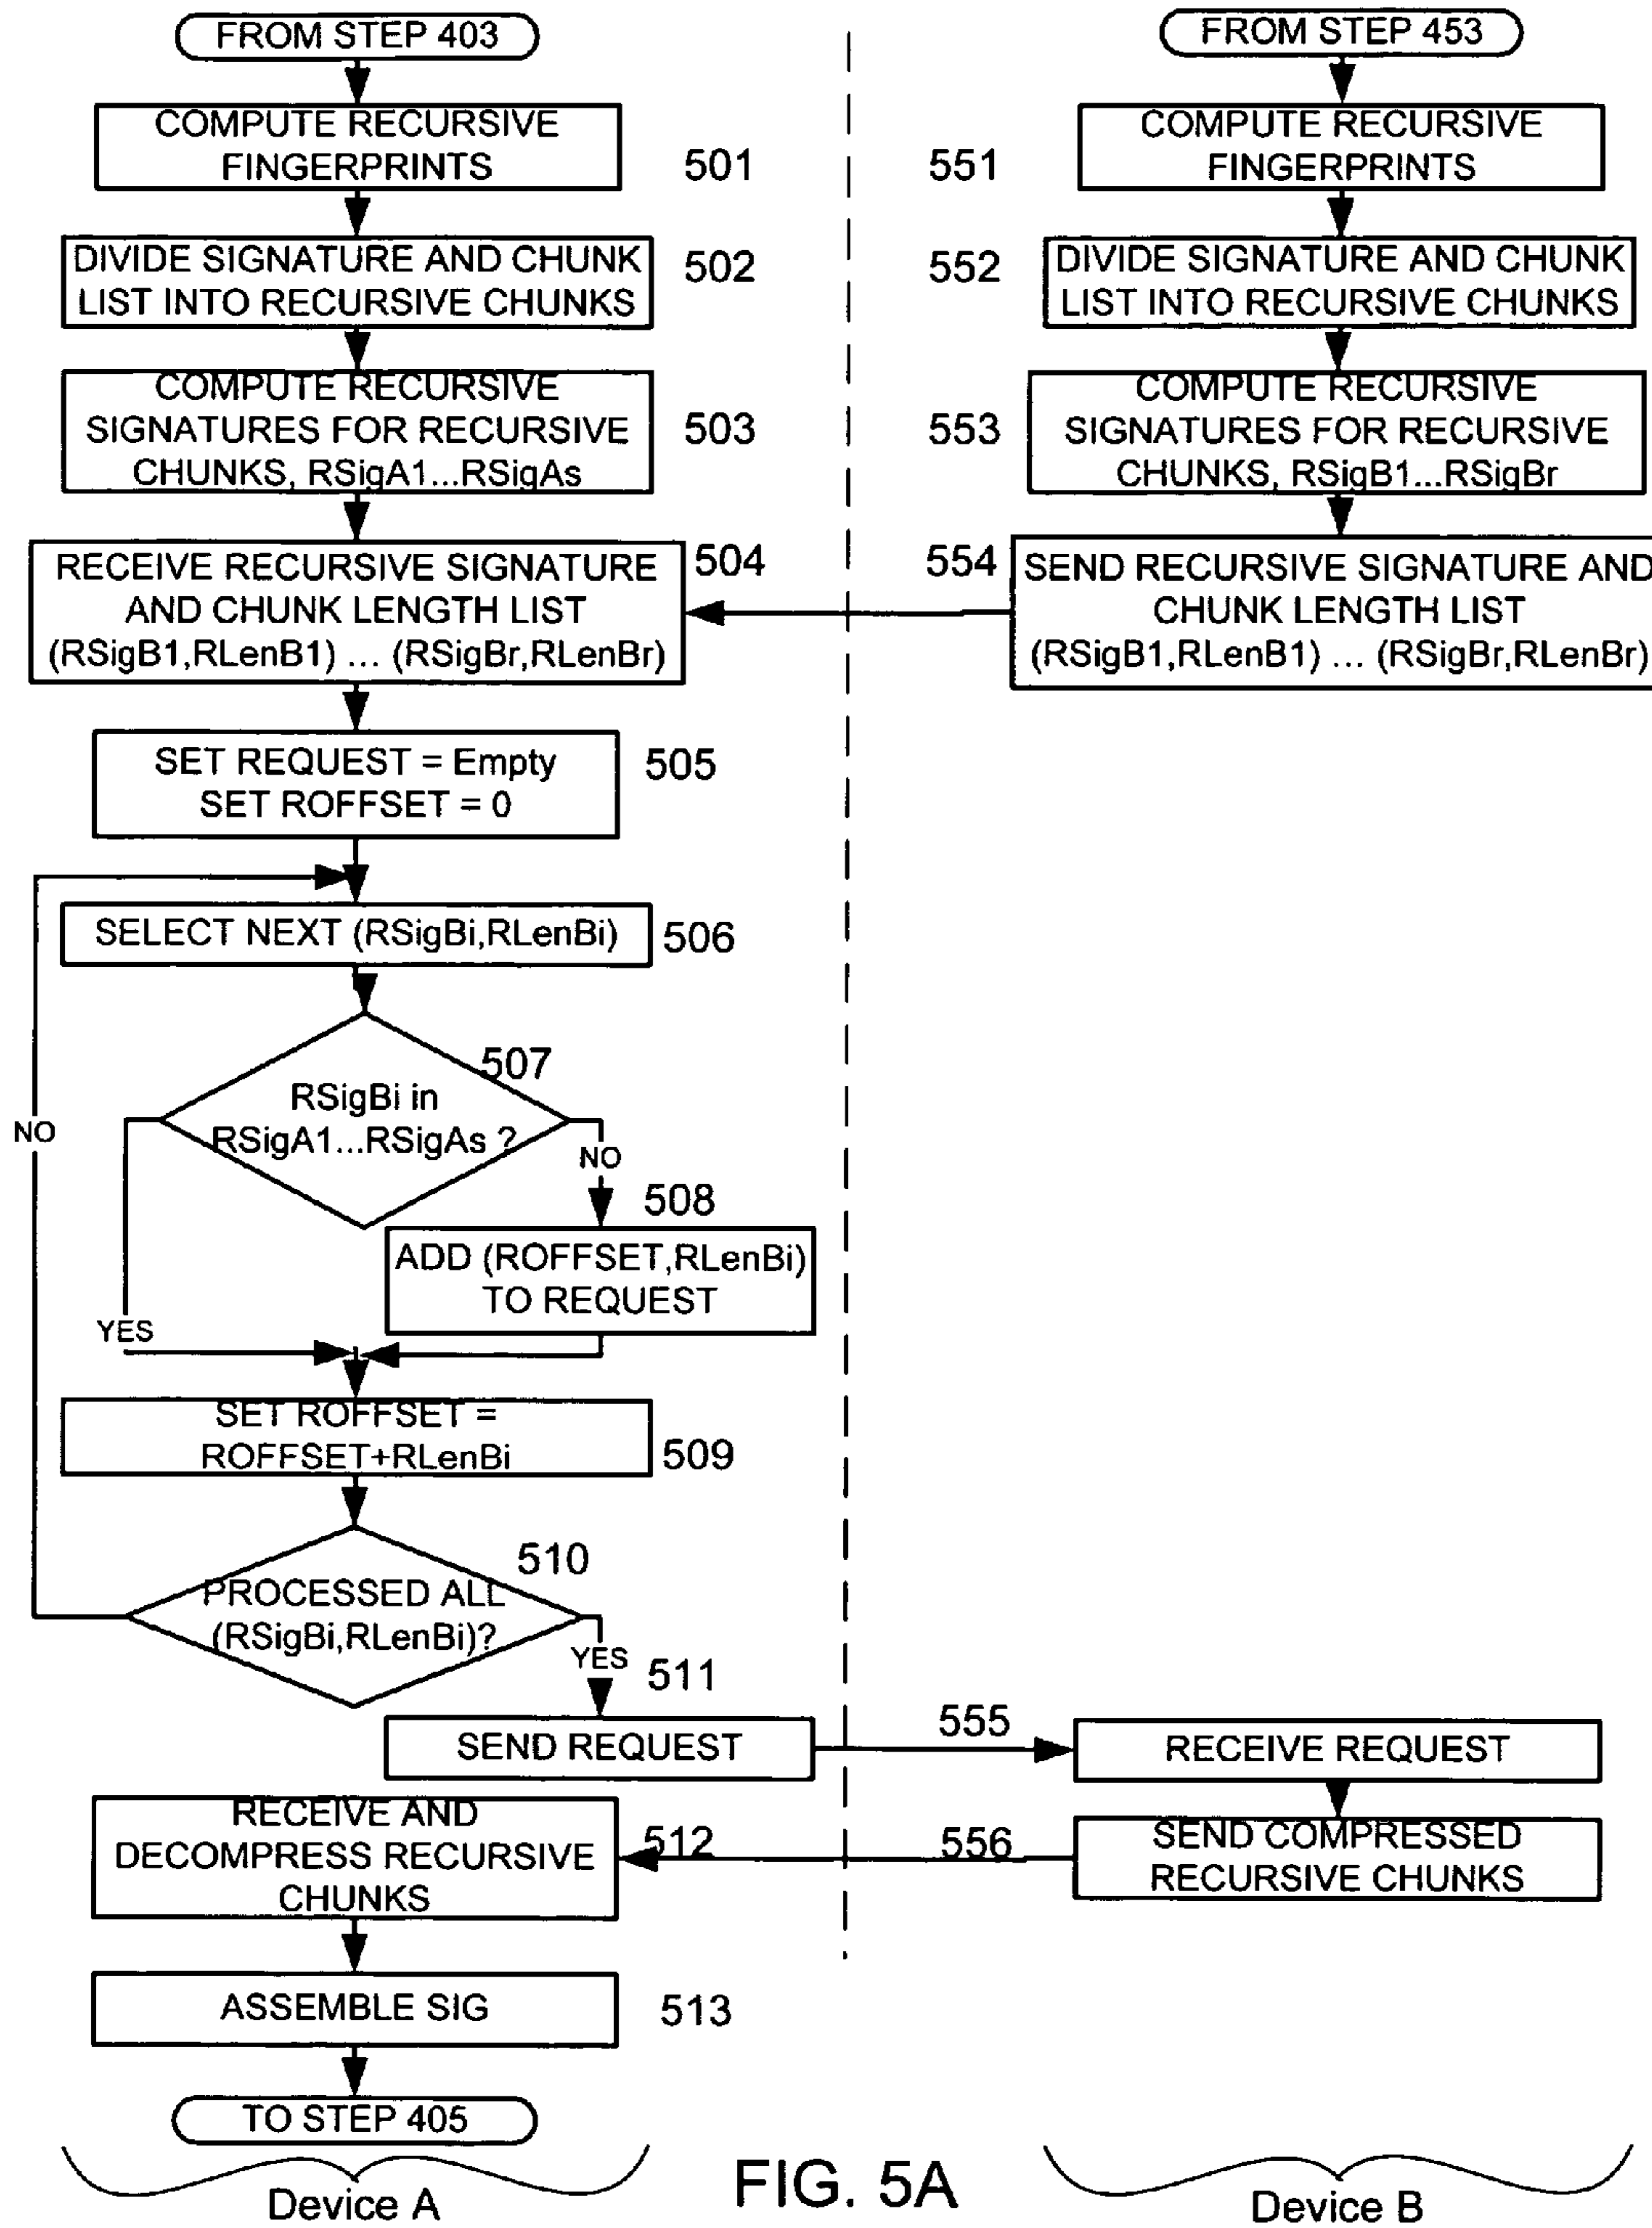 FROM STEP 403
COMPUTE RECURSIVE
FINGERPRINTS
501
DIVIDE SIGNATURE AND CHUNK
LIST INTO RECURSIVE CHUNKS
502
COMPUTE RECURSIVE
SIGNATURES FOR RECURSIVE
CHUNKS, RSigA1...RSigAs
503
RECEIVE RECURSIVE SIGNATURE
AND CHUNK LENGTH LIST
(RSigB1,RLenB1) ... (RSigBr,RLenBr)
504
SET REQUEST = Empty
SET ROFFSET = 0
505
SELECT NEXT (RSigBi,RLenBi)
506
507
RSigBi in
RSigA1...RSigAs ?
NO
NO
508
ADD (ROFFSET,RLenBi)
TO REQUEST
YES
SET ROFFSET =
ROFFSET+RLenBi
509
510
PROCESSED ALL
(RSigBi,RLenBi)?
YES
511
SEND REQUEST
RECEIVE AND
DECOMPRESS RECURSIVE
CHUNKS
512
ASSEMBLE SIG
513
TO STEP 405
Device A
FROM STEP 453
551
COMPUTE RECURSIVE
FINGERPRINTS
552
DIVIDE SIGNATURE AND CHUNK
LIST INTO RECURSIVE CHUNKS
553
COMPUTE RECURSIVE
SIGNATURES FOR RECURSIVE
CHUNKS, RSigB1...RSigBr
554
SEND RECURSIVE SIGNATURE AND
CHUNK LENGTH LIST
(RSigB1,RLenB1) ... (RSigBr,RLenBr)
555
RECEIVE REQUEST
556
SEND COMPRESSED
RECURSIVE CHUNKS
Device B
FIG. 5A